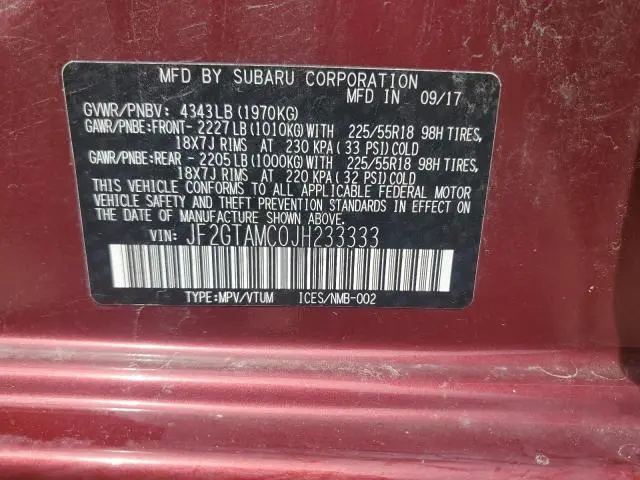 MFD BY SUBARU CORPORATION
MFD IN 09/17
GVWR/PNBV: 4343LB (1970KG)
GAWR/PNBE:FRONT- 2227LB (1010KG) WITH 225/55R18 98H TIRES,
18X7J RIMS AT 230 KPA (33 PSI) COLD
GAWR/PNBE:REAR - 2205LB (1000KG) WITH 225/55R18 98H TIRES,
18X7J RIMS AT 220 KPA (32 PSI) COLD
THIS VEHICLE CONFORMS TO ALL APPLICABLE FEDERAL MOTOR
VEHICLE SAFETY AND THEFT PREVENTION STANDARDS IN EFFECT ON
THE DATE OF MANUFACTURE SHOWN ABOVE.
VIN: JF2GTAMC0JH233333
TYPE:MPV/VTUM ICES/NMB-002